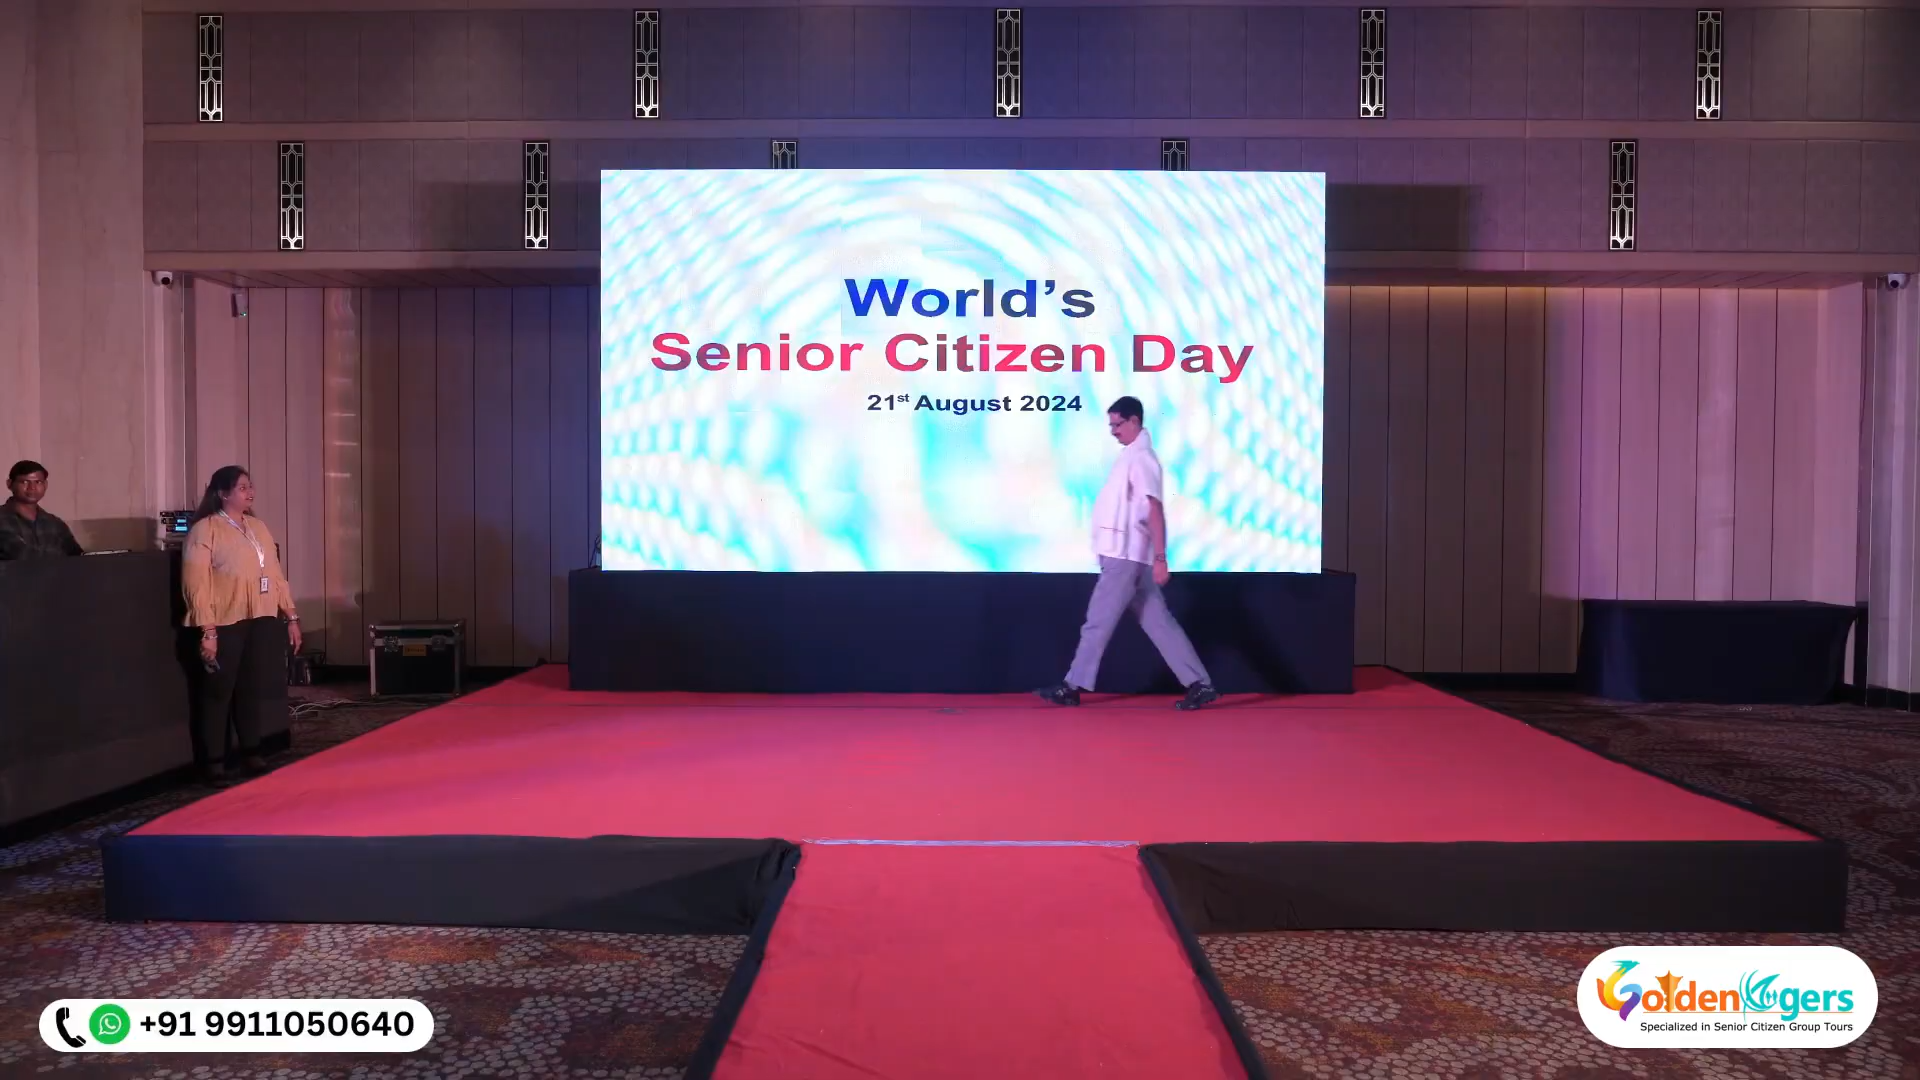 World's
Senior Citizen Day
21st August 2024
+91 9911050640
Golden Agers
Specialized in Senior Citizen Group Tours